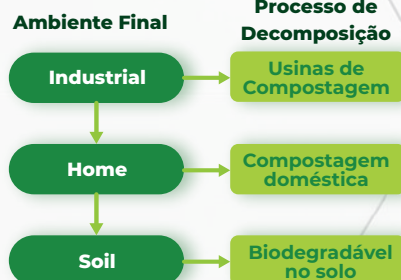 Ambiente Final
Processo de
Decomposição
Industrial
Usinas de
Compostagem
Home
Compostagem
doméstica
Soil
Biodegradável
no solo